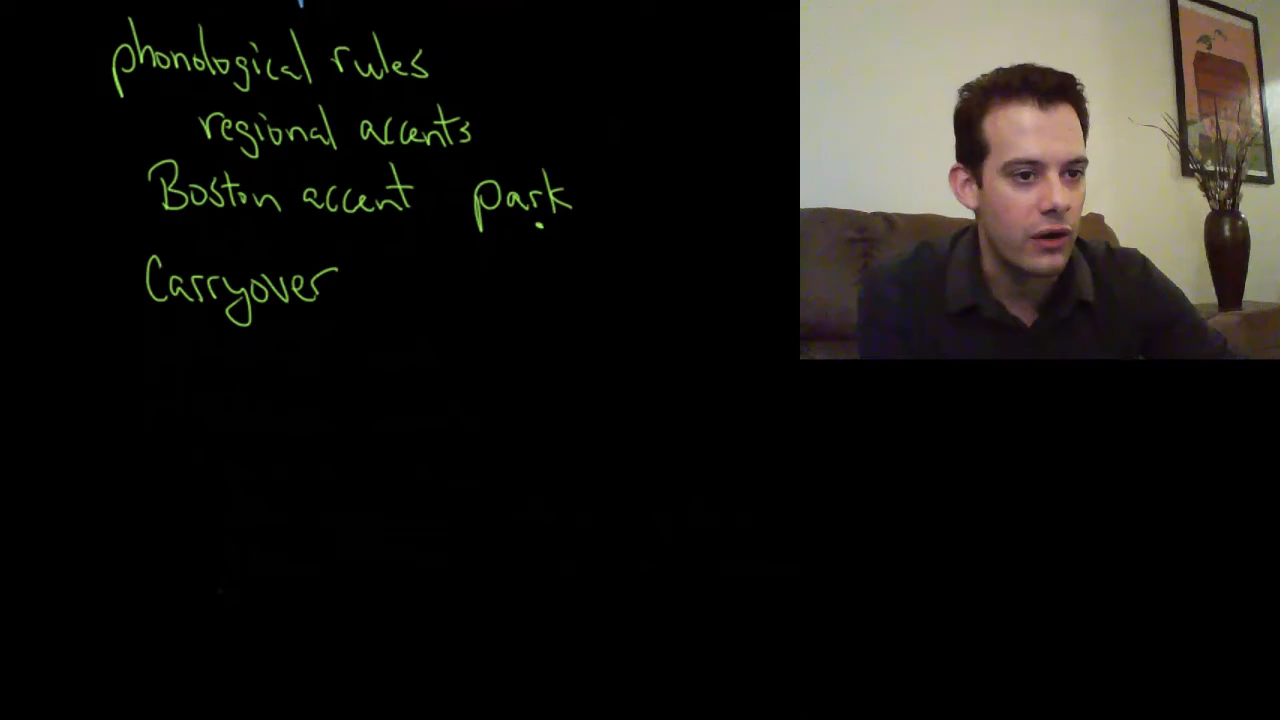 phonological rules
regional accents
Boston accent park
Carryover